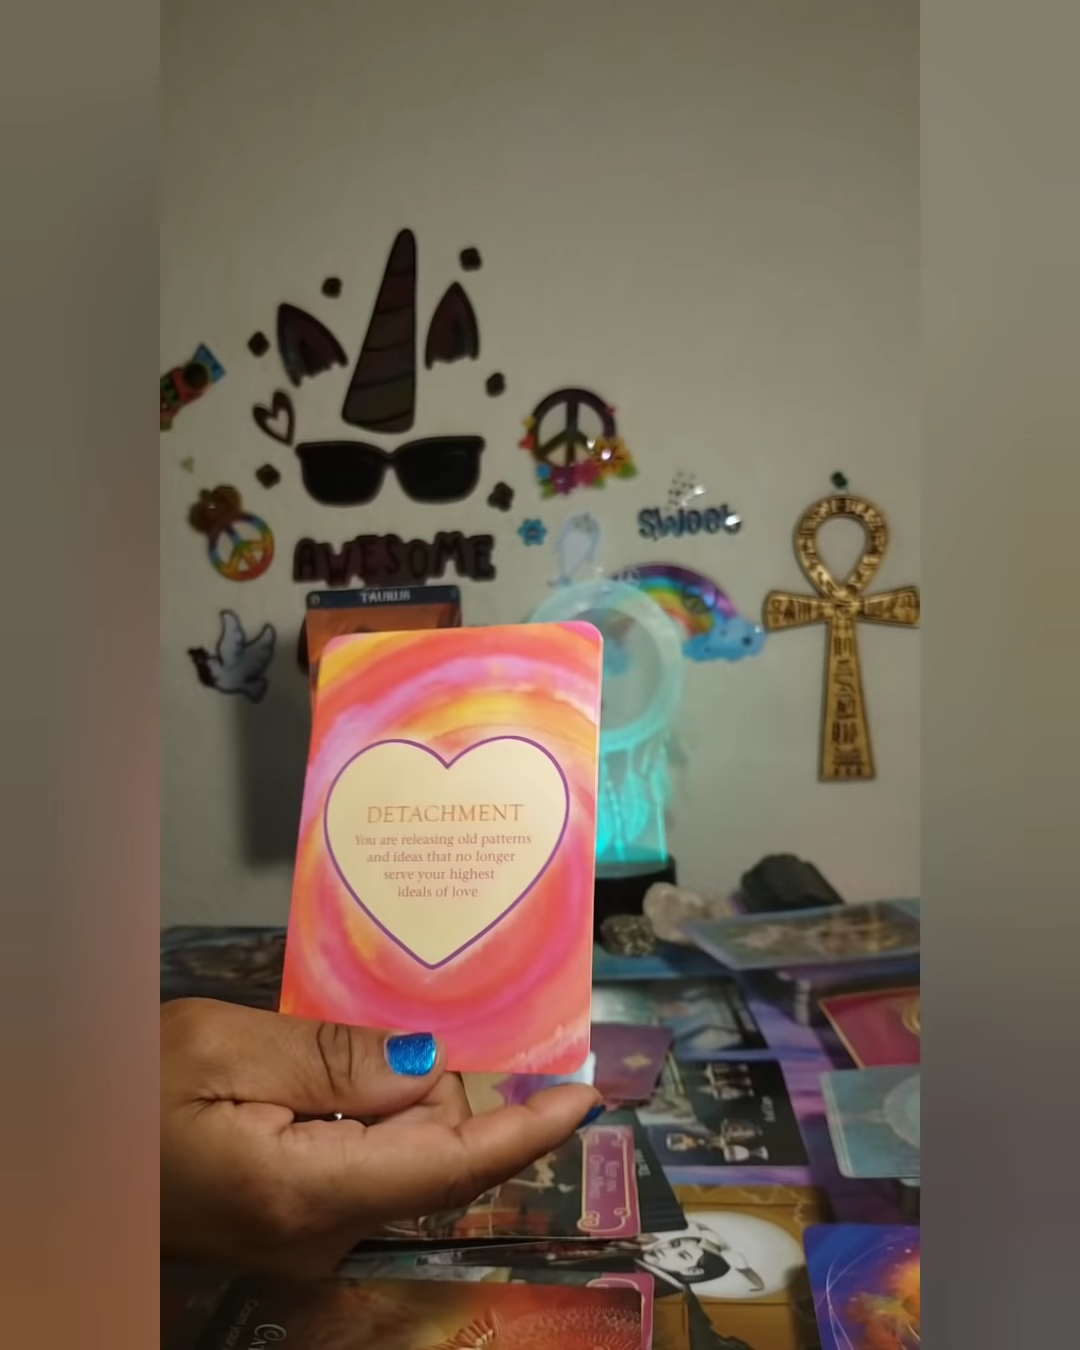 AWESOME
Sweet
TAURUS
DETACHMENT
You are releasing old patterns
and ideas that no longer
serve your highest
ideals of love